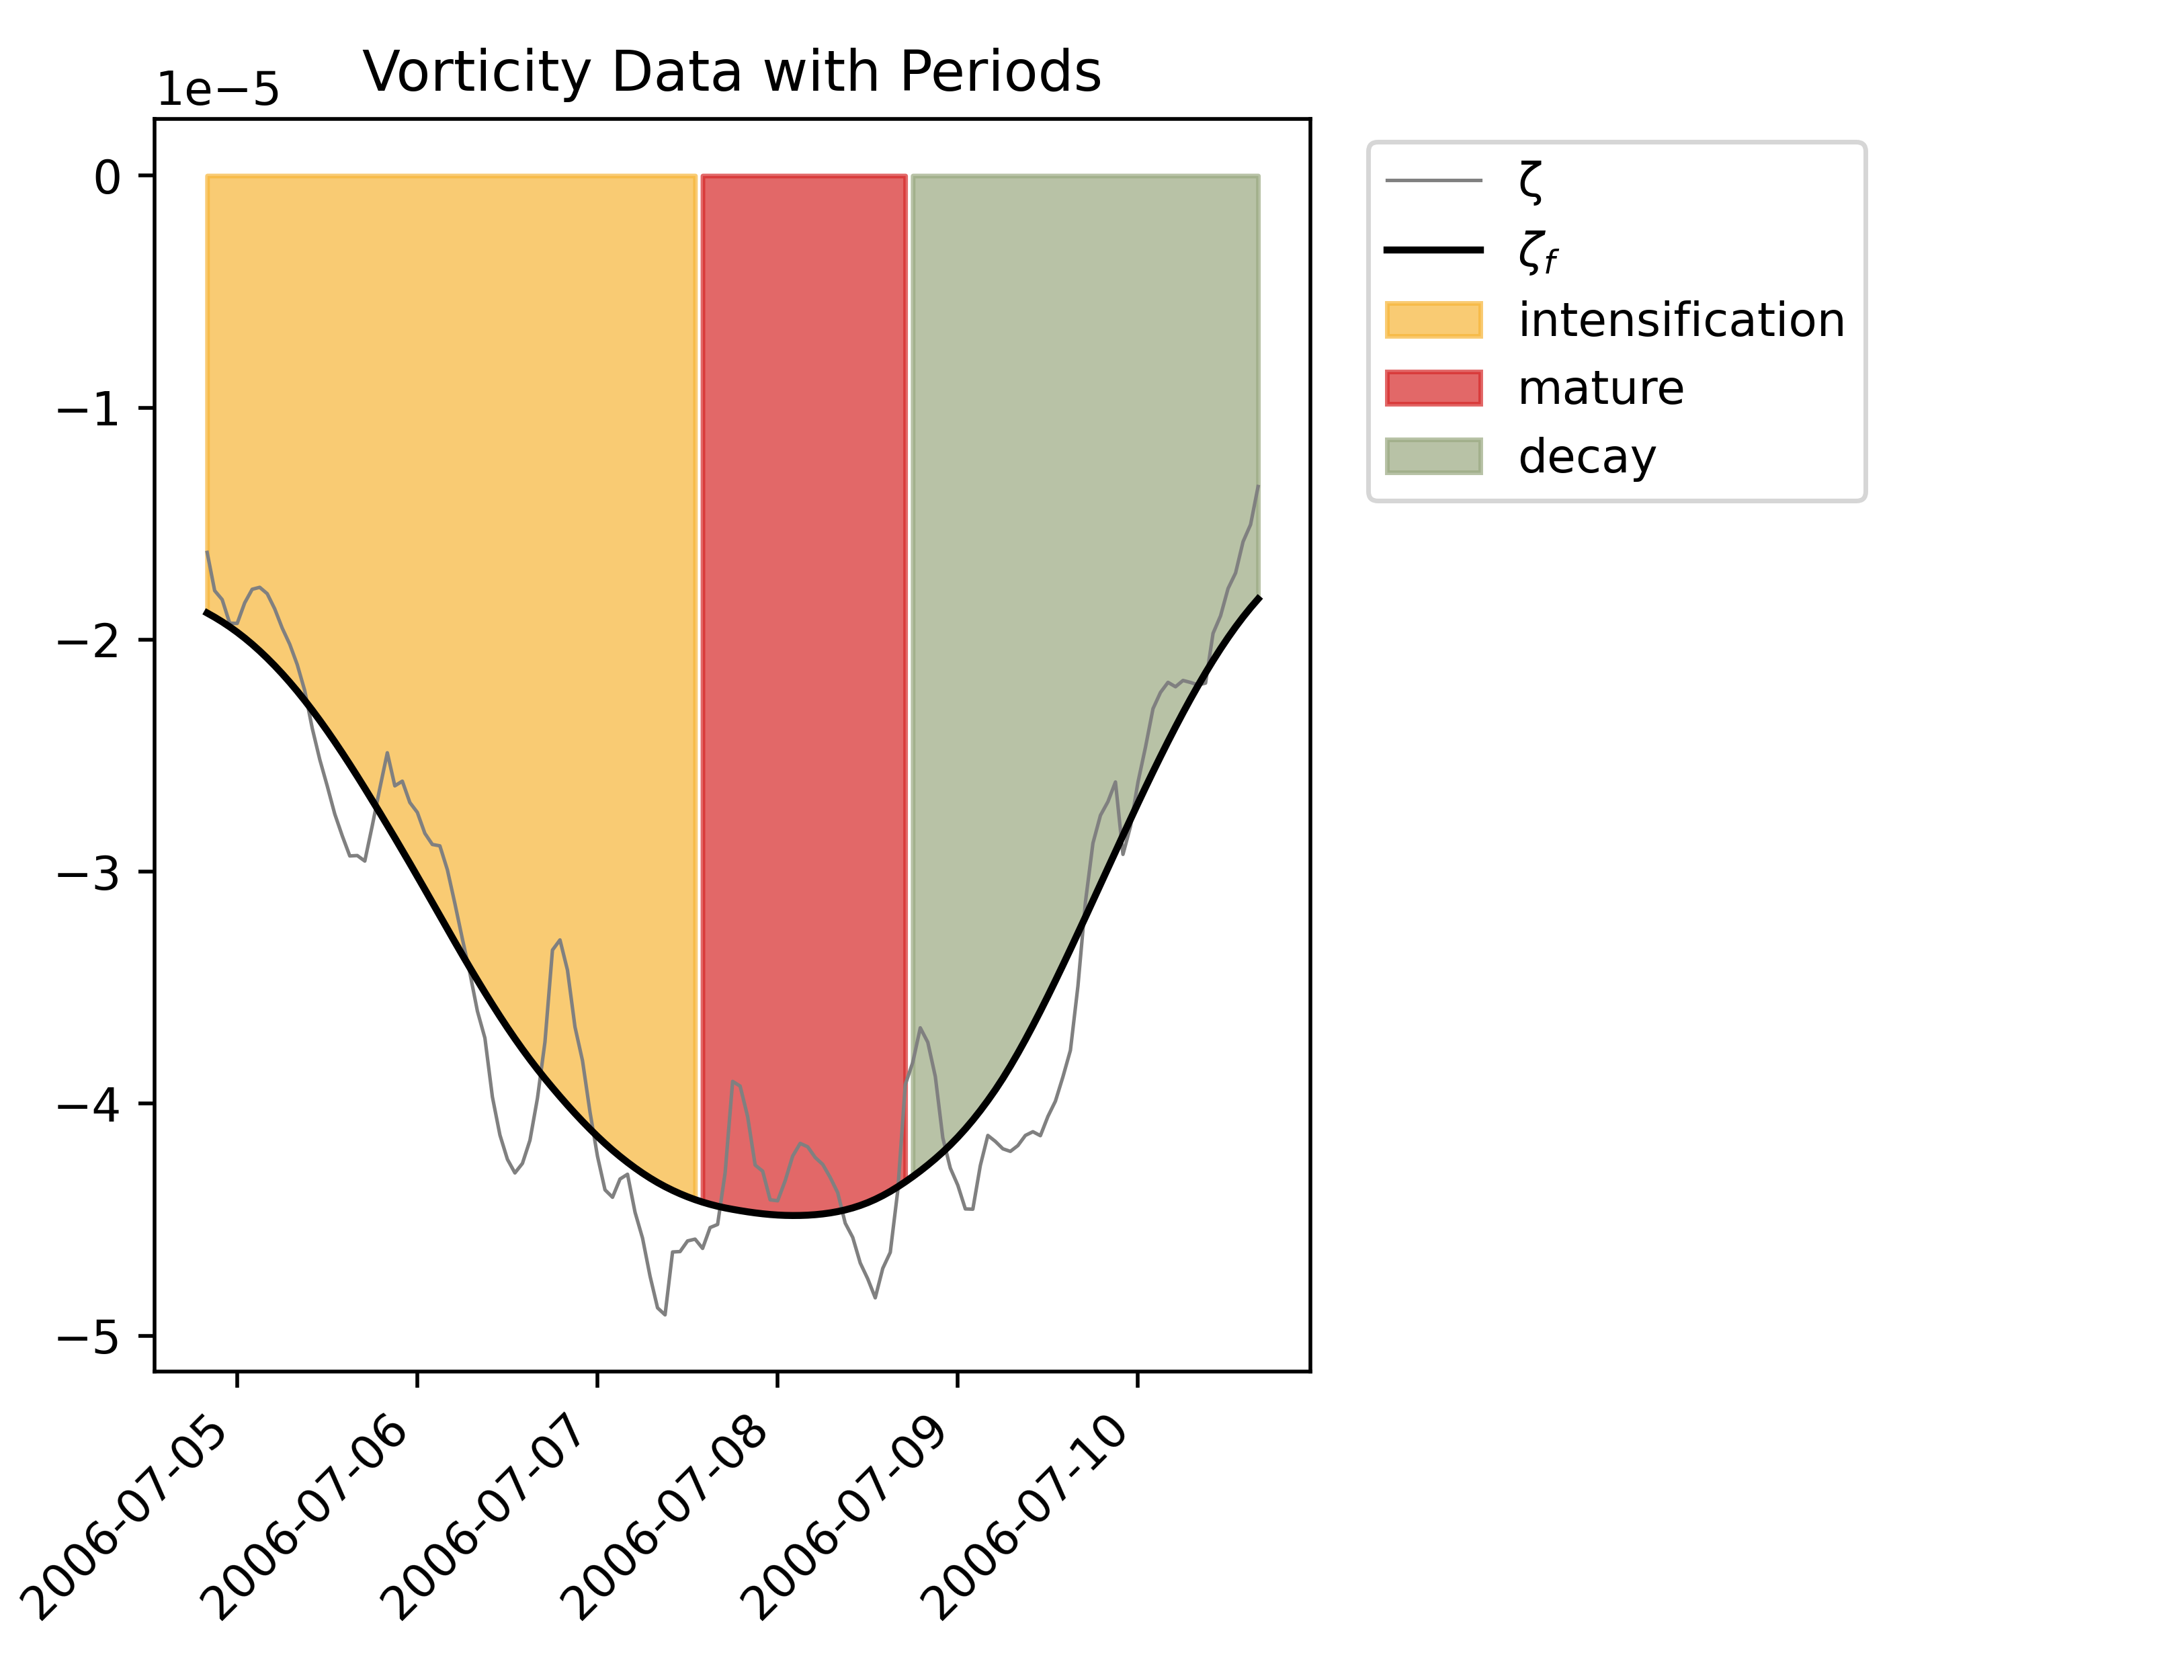 Vorticity Data with Periods
1e−5
0
−1
−2
−3
−4
−5
2006-07-05
2006-07-06
2006-07-07
2006-07-08
2006-07-09
2006-07-10
ζ
ζf
intensification
mature
decay